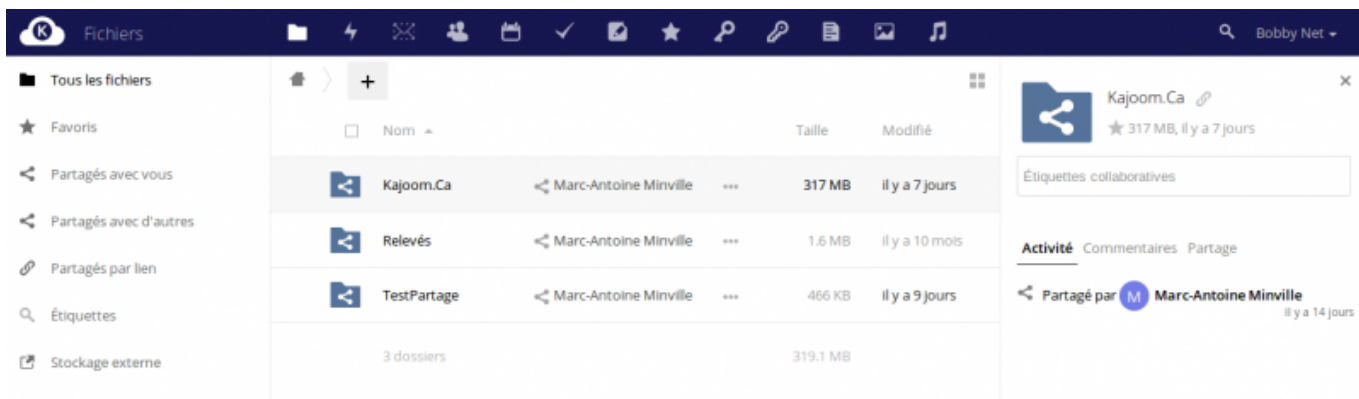 K Fichiers Bobby Net
Tous les fichiers
Favoris
Partagés avec vous
Partagés avec d'autres
Partagés par lien
Étiquettes
Stockage externe
+
Nom Taille Modifié
Kajoom.Ca Marc-Antoine Minville ... 317 MB il y a 7 jours
Relevés Marc-Antoine Minville ... 1.6 MB il y a 10 mois
TestPartage Marc-Antoine Minville ... 466 KB il y a 9 jours
3 dossiers 319.1 MB
Kajoom.Ca
317 MB, il y a 7 jours
Étiquettes collaboratives
Activité Commentaires Partage
Partagé par M Marc-Antoine Minville
il y a 14 jours